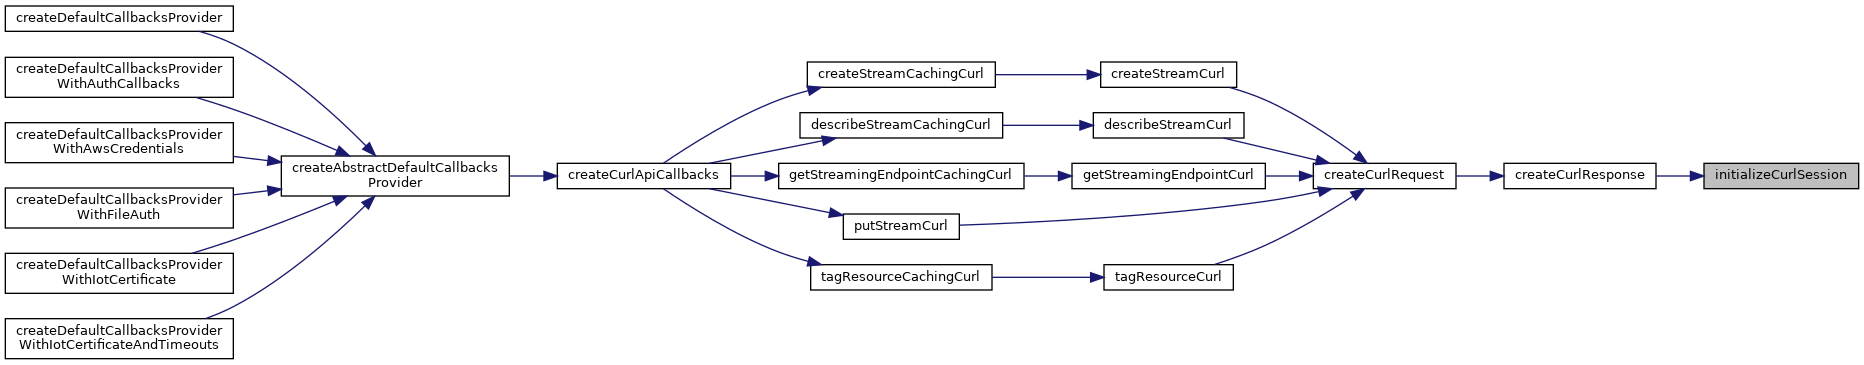 createDefaultCallbacksProvider
createDefaultCallbacksProvider
WithAuthCallbacks
createDefaultCallbacksProvider
WithAwsCredentials
createDefaultCallbacksProvider
WithFileAuth
createDefaultCallbacksProvider
WithIotCertificate
createDefaultCallbacksProvider
WithIotCertificateAndTimeouts
createAbstractDefaultCallbacks
Provider
createCurlApiCallbacks
createStreamCachingCurl
describeStreamCachingCurl
getStreamingEndpointCachingCurl
putStreamCurl
tagResourceCachingCurl
createStreamCurl
describeStreamCurl
getStreamingEndpointCurl
tagResourceCurl
createCurlRequest
createCurlResponse
initializeCurlSession